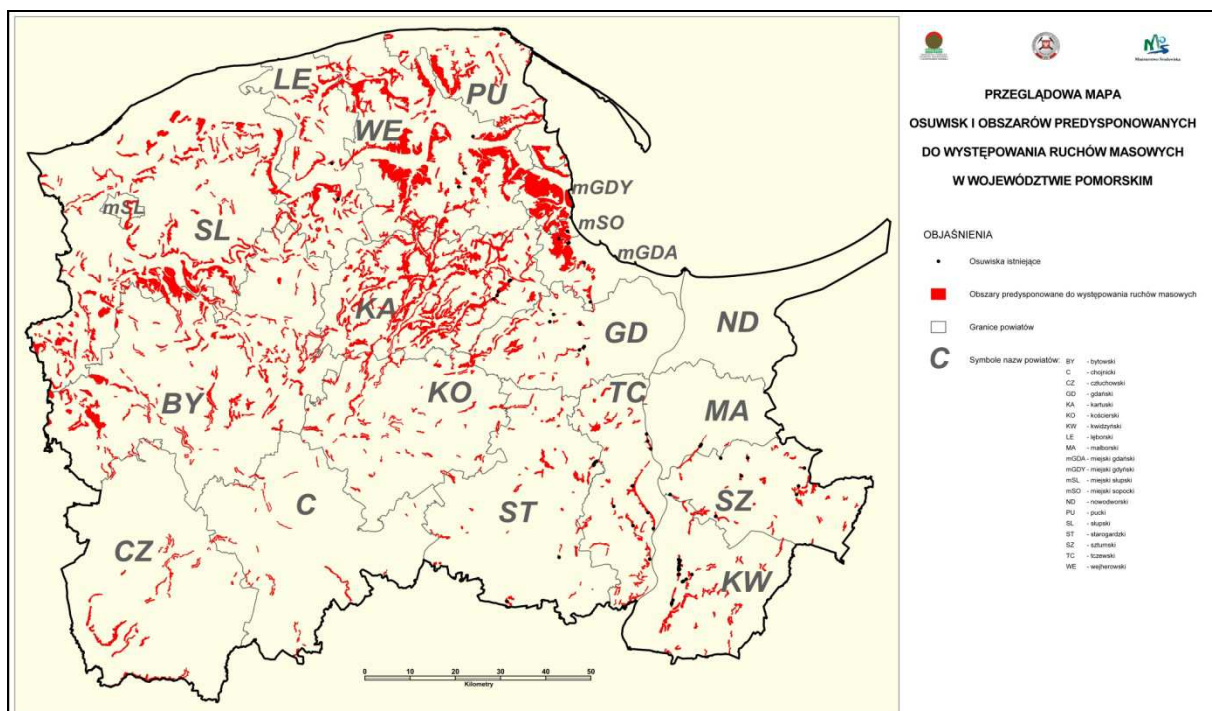 Ministerstwo Środowiska
PRZEGLĄDOWA MAPA
OSUWISK I OBSZARÓW PREDYSPONOWANYCH
DO WYSTĘPOWANIA RUCHÓW MASOWYCH
W WOJEWÓDZTWIE POMORSKIM
OBJAŚNIENIA
Osuwiska istniejące
Obszary predysponowane do występowania ruchów masowych
Granice powiatów
C Symbole nazw powiatów:
BY - bytowski
C - chojnicki
CZ - człuchowski
GD - gdański
KA - kartuski
KO - kościerski
KW - kwidzyński
LE - lęborski
MA - malborski
mGDA - miejski gdański
mGDY - miejski gdyński
mSL - miejski słupski
mSO - miejski sopocki
ND - nowodworski
PU - pucki
SL - słupski
ST - starogardzki
SZ - sztumski
TC - tczewski
WE - wejherowski
LE
PU
WE
mGDY
mSL
mSO
SL
mGDA
KA
GD
ND
KO
TC
BY
MA
C
ST
SZ
CZ
KW
0 10 20 30 40 50
Kilometry